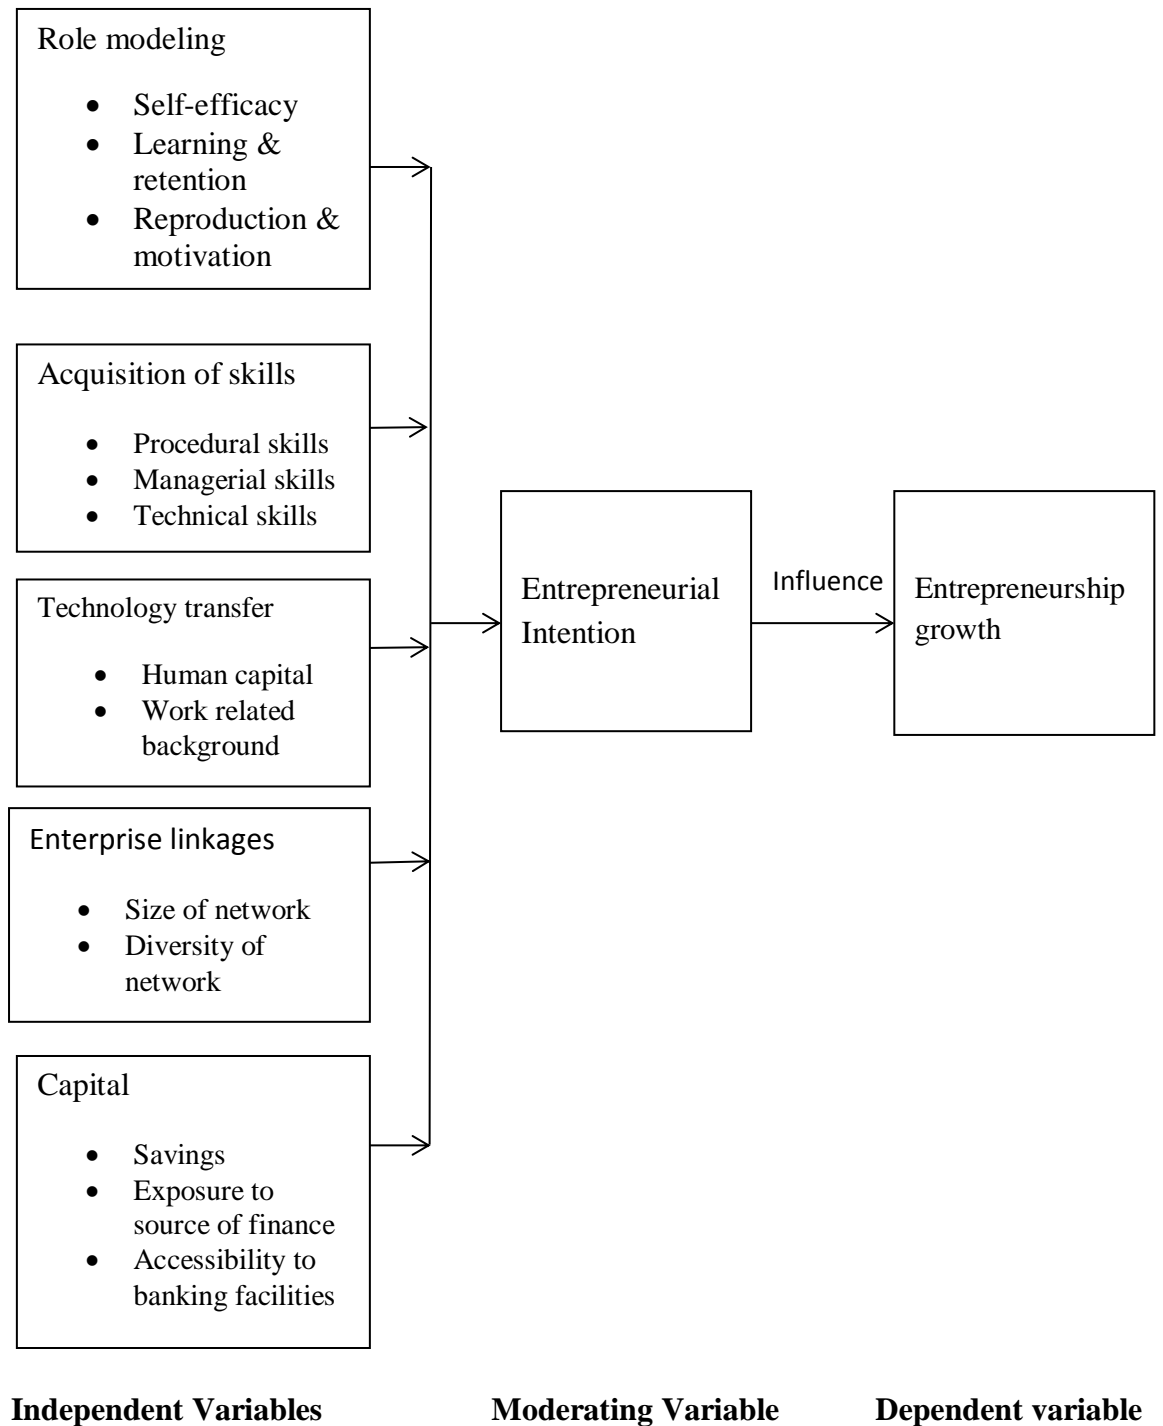 Role modeling
• Self-efficacy
• Learning &
retention
• Reproduction &
motivation
Acquisition of skills
• Procedural skills
• Managerial skills
• Technical skills
Technology transfer
• Human capital
• Work related
background
Enterprise linkages
• Size of network
• Diversity of
network
Capital
• Savings
• Exposure to
source of finance
• Accessibility to
banking facilities
Entrepreneurial
Intention
Influence
Entrepreneurship
growth
Independent Variables
Moderating Variable
Dependent variable